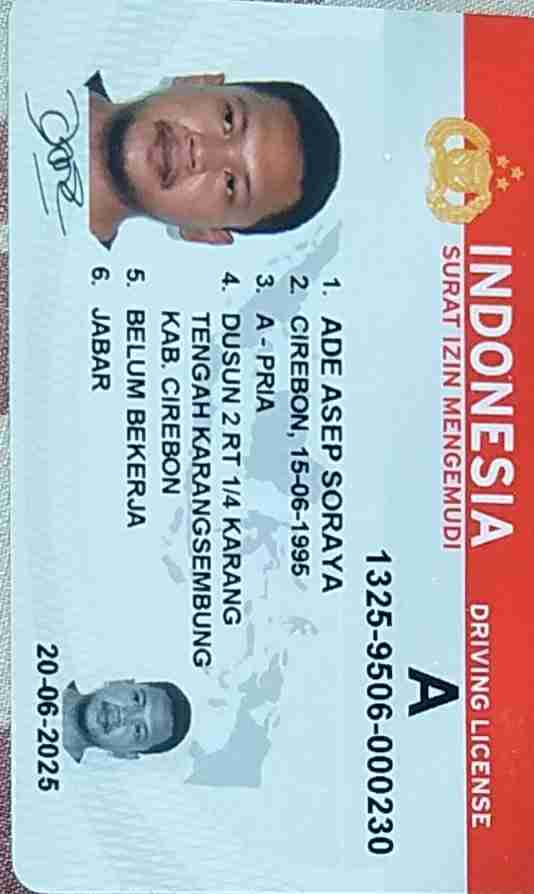 INDONESIA DRIVING LICENSE
SURAT IZIN MENGEMUDI
A
1325-9506-000230
1. ADE ASEP SORAYA
2. CIREBON, 15-06-1995
3. A - PRIA
4. DUSUN 2 RT 1/4 KARANG
TENGAH KARANGSEMBUNG
KAB. CIREBON
5. BELUM BEKERJA
6. JABAR
20-06-2025